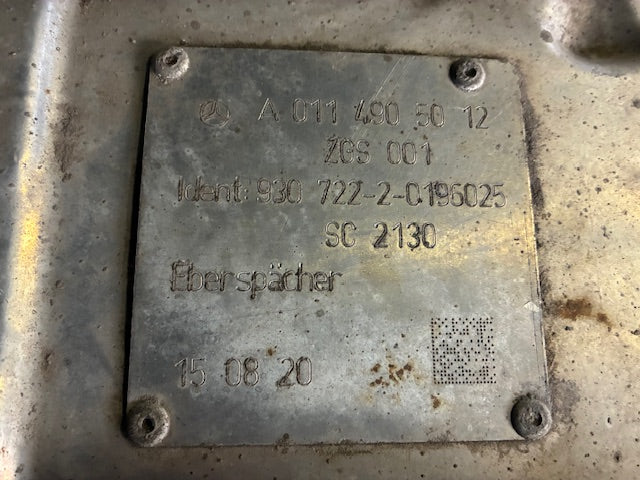 A 011 490 50 12
ZGS 001
Ident: 930 722-2-0196025
SC 2130
Eberspächer
15 08 20